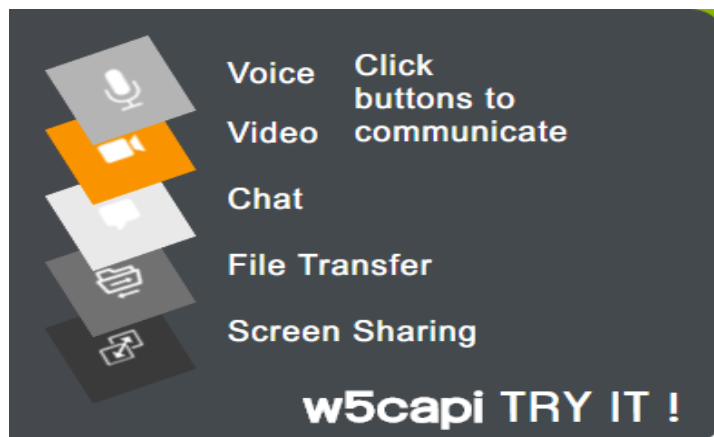 Voice
Click
buttons to
communicate
Video
Chat
File Transfer
Screen Sharing
w5capi TRY IT !